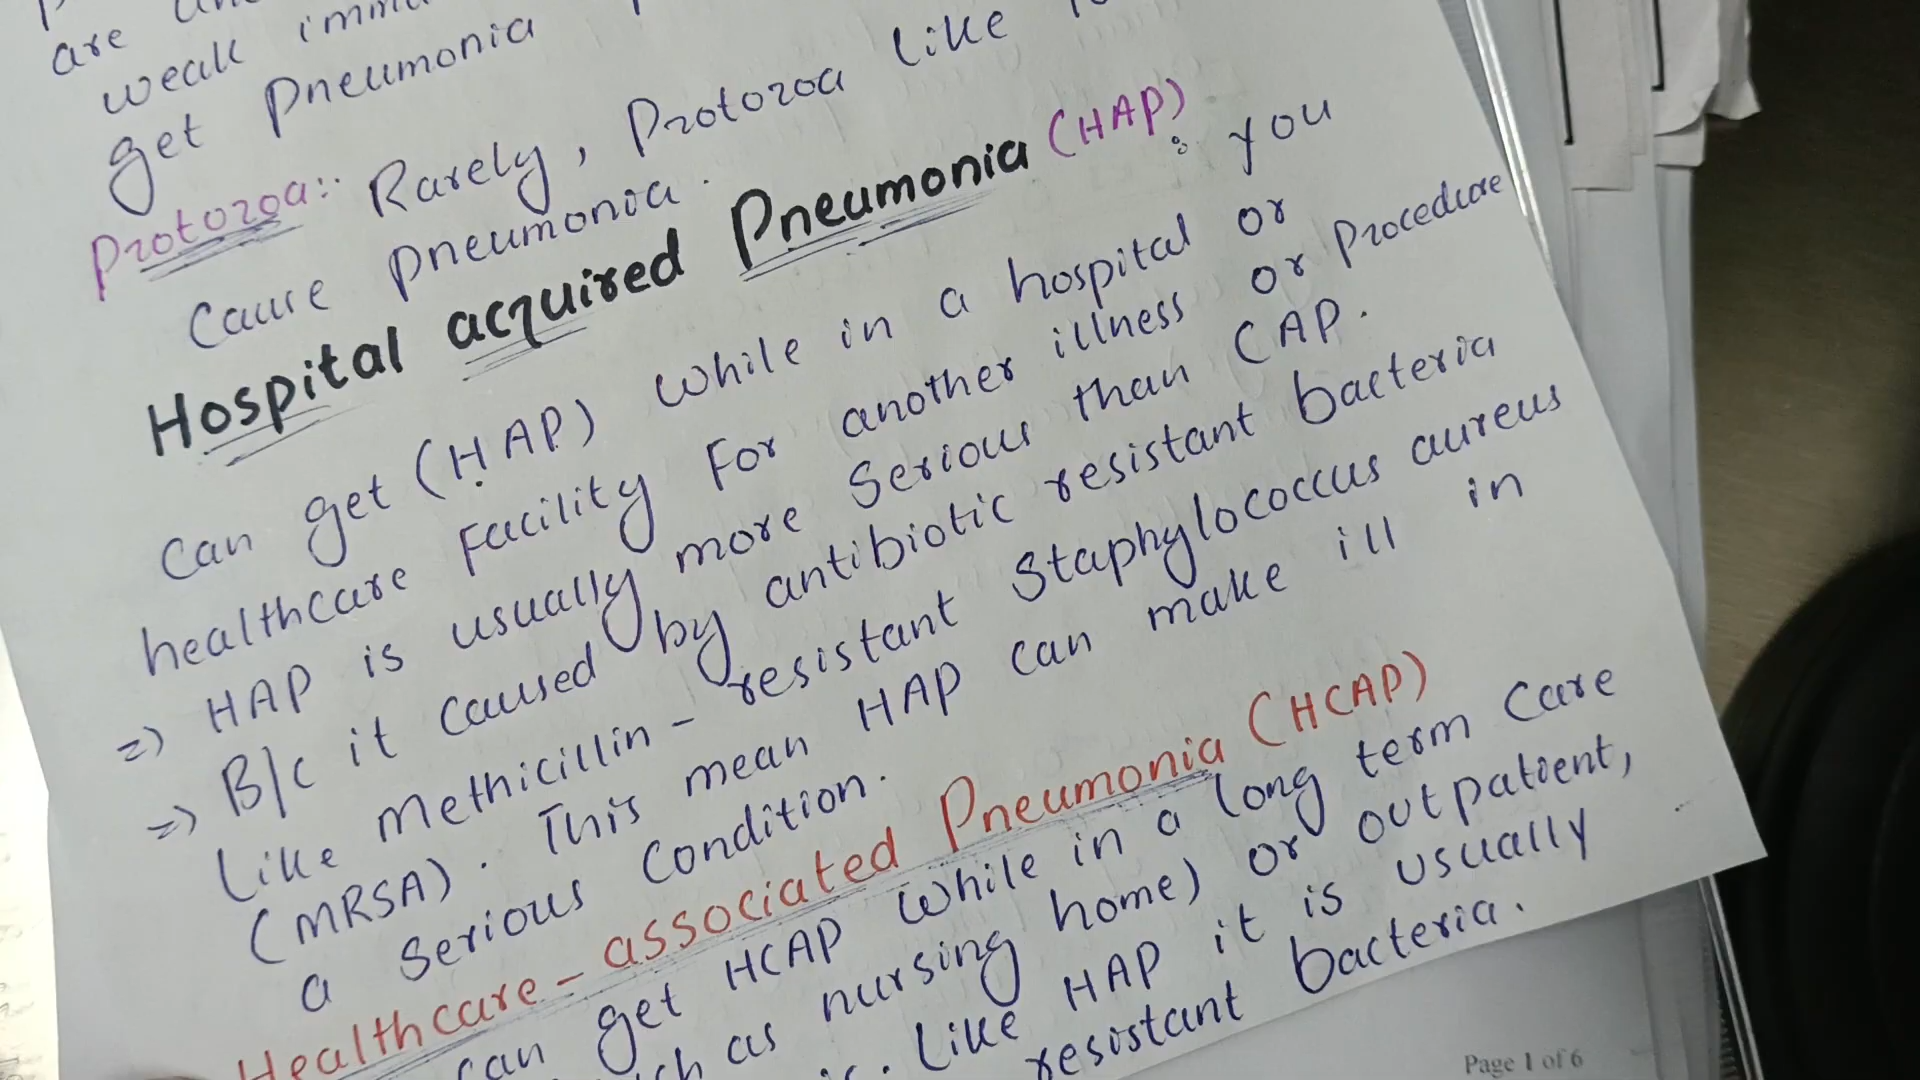 are
weak
get Pneumonia
Protozoa:- Rarely, Protozoa like
Cause pneumonia.
Hospital acquired Pneumonia (HAP) : you
Can get (HAP) while in a hospital or
healthcare Facility For another illness or Procedure
=> HAP is usually more Serious than CAP.
=> B/c it caused by antibiotic resistant bacteria
like Methicillin - resistant Staphylococcus aureus
(MRSA). This mean HAP can make ill in
a Serious Condition.
Healthcare - associated Pneumonia (HCAP)
can get HCAP while in a long term Care
as nursing home) or outpatient,
Like HAP it is usually
resistant bacteria.
Page 1 of 6